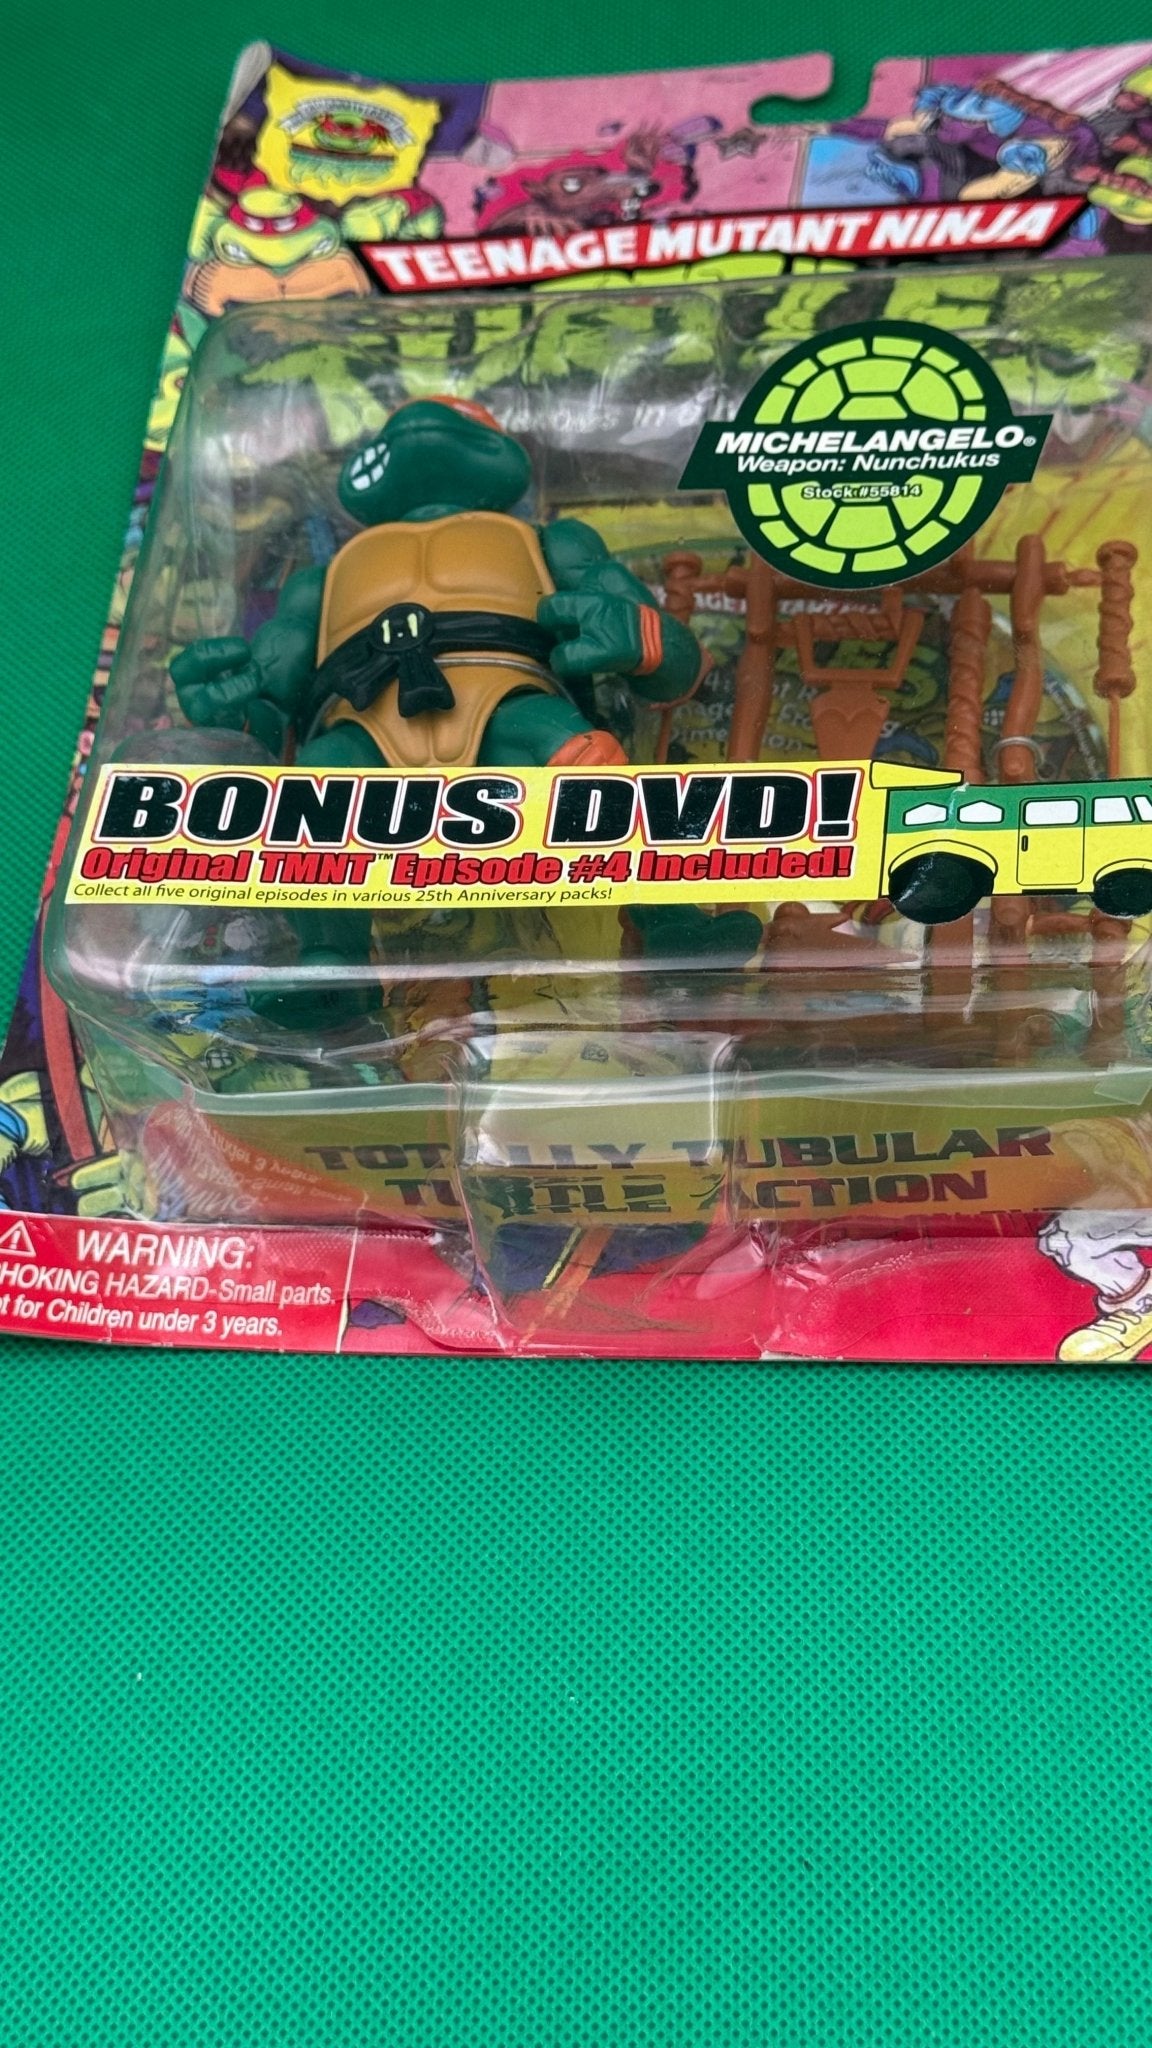 TEENAGE MUTANT NINJA
TURTLE
MICHELANGELO®
Weapon: Nunchukus
Stock #55814
BONUS DVD!
Original TMNT™ Episode #4 Included!
Collect all five original episodes in various 25th Anniversary packs!
TOTALLY TUBULAR
TURTLE ACTION
WARNING:
HOKING HAZARD-Small parts.
t for Children under 3 years.